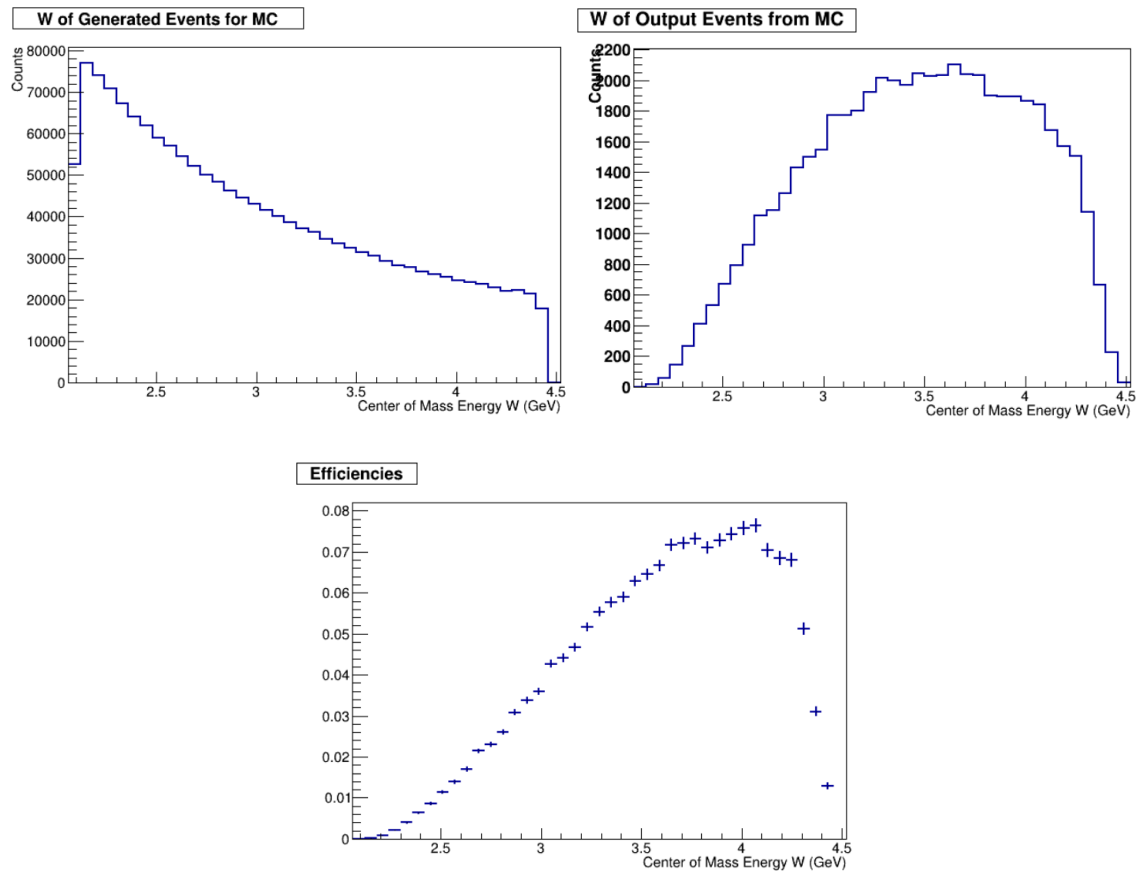 W of Generated Events for MC
Counts
80000
70000
60000
50000
40000
30000
20000
10000
0
2.5 3 3.5 4 4.5
Center of Mass Energy W (GeV)
W of Output Events from MC
Counts
2200
2000
1800
1600
1400
1200
1000
800
600
400
200
0
2.5 3 3.5 4 4.5
Center of Mass Energy W (GeV)
Efficiencies
0.08
0.07
0.06
0.05
0.04
0.03
0.02
0.01
0
2.5 3 3.5 4 4.5
Center of Mass Energy W (GeV)